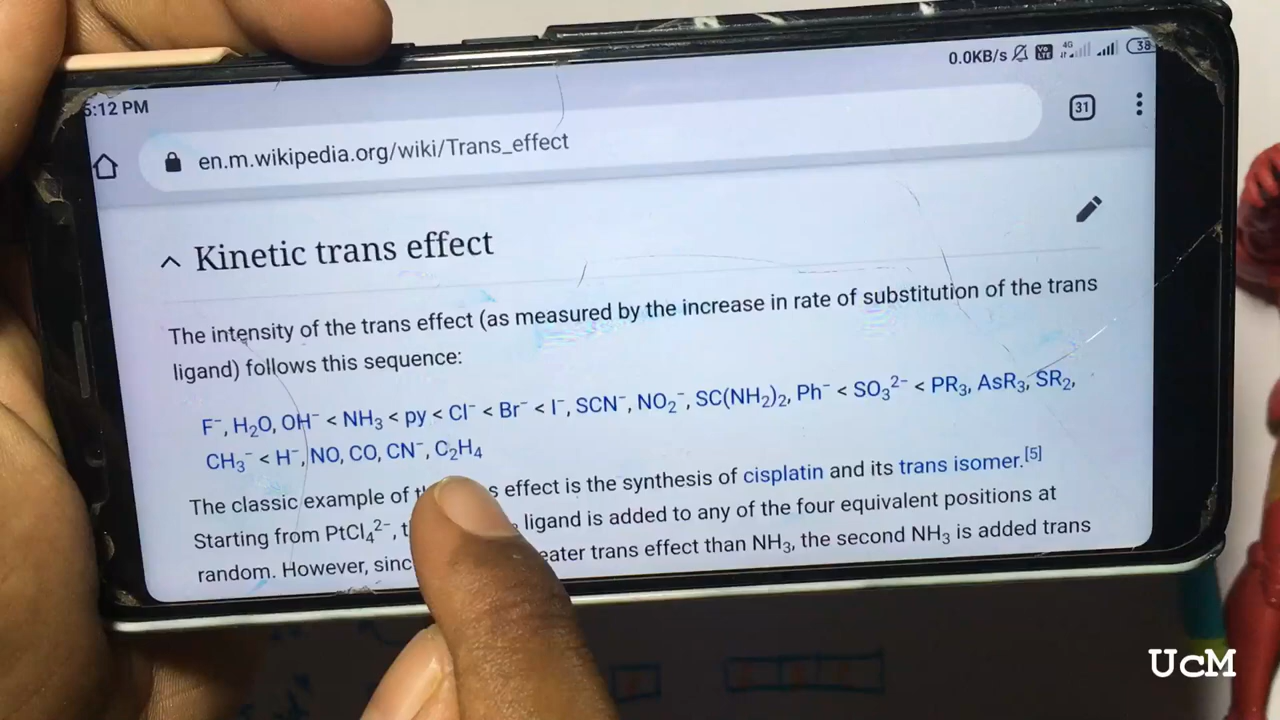 5:12 PM
0.0KB/s 4G 38
en.m.wikipedia.org/wiki/Trans_effect
31
Kinetic trans effect
The intensity of the trans effect (as measured by the increase in rate of substitution of the trans
ligand) follows this sequence:
F⁻, H₂O, OH⁻ < NH₃ < py < Cl⁻ < Br⁻ < I⁻, SCN⁻, NO₂⁻, SC(NH₂)₂, Ph⁻ < SO₃²⁻ < PR₃, AsR₃, SR₂,
CH₃⁻ < H⁻, NO, CO, CN⁻, C₂H₄
The classic example of effect is the synthesis of cisplatin and its trans isomer.[5]
Starting from PtCl₄²⁻, ligand is added to any of the four equivalent positions at
random. However, trans effect than NH₃, the second NH₃ is added trans
UcM